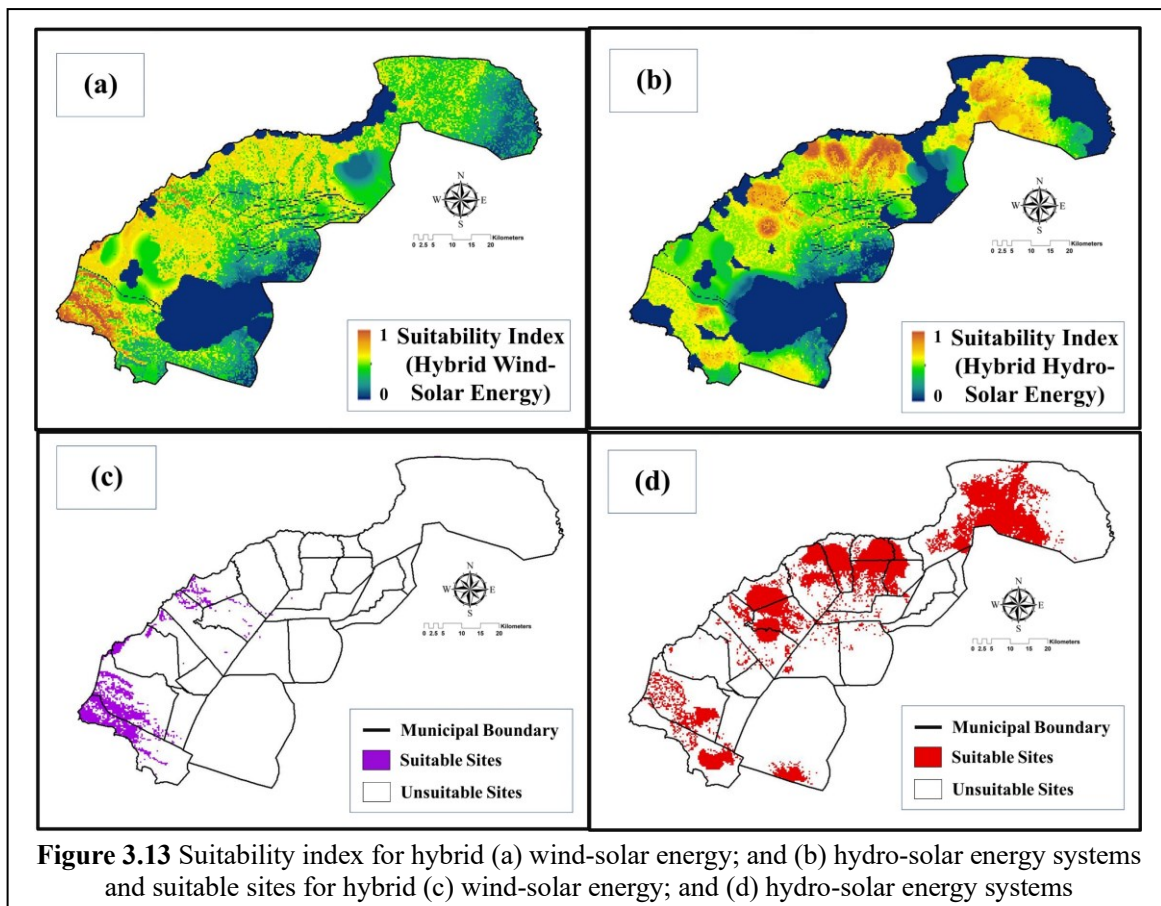 (a)
N
W E
S
0 2.5 5 10 15 20 Kilometers
1 Suitability Index
(Hybrid Wind-
0 Solar Energy)
(b)
N
W E
S
0 2.5 5 10 15 20 Kilometers
1 Suitability Index
(Hybrid Hydro-
0 Solar Energy)
(c)
N
W E
S
0 2.5 5 10 15 20 Kilometers
Municipal Boundary
Suitable Sites
Unsuitable Sites
(d)
N
W E
S
0 2.5 5 10 15 20 Kilometers
Municipal Boundary
Suitable Sites
Unsuitable Sites
Figure 3.13 Suitability index for hybrid (a) wind-solar energy; and (b) hydro-solar energy systems
and suitable sites for hybrid (c) wind-solar energy; and (d) hydro-solar energy systems